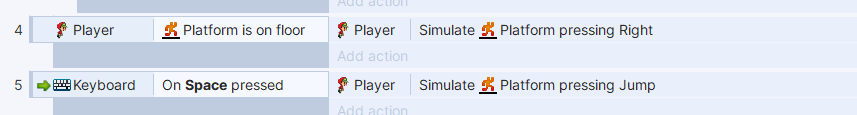 Add action
4 Player Platform is on floor Player Simulate Platform pressing Right
Add action
5 Keyboard On Space pressed Player Simulate Platform pressing Jump
Add action